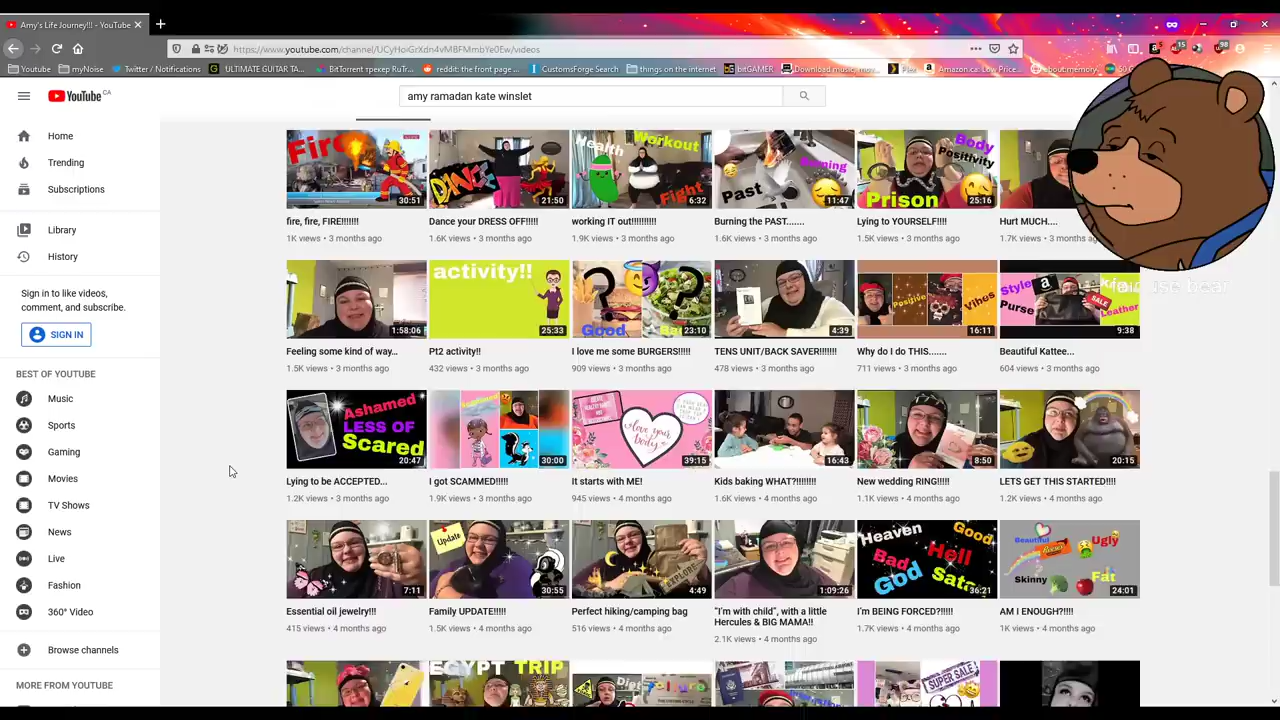 Amy's Life Journey!!! - YouTube
https://www.youtube.com/channel/UCyHoiGrXdn4vMBFMmbYe0Ew/videos
Youtube
myNoise
Twitter / Notifications
ULTIMATE GUITAR TA...
BitTorrent трекер RuTr...
reddit: the front page ...
CustomsForge Search
things on the internet
bitGAMER
Download music, mov...
Plex
Amazon.ca: Low Price...
about:memory
15
98
YouTube CA
amy ramadan kate winslet
Home
Trending
Subscriptions
Library
History
Sign in to like videos,
comment, and subscribe.
SIGN IN
BEST OF YOUTUBE
Music
Sports
Gaming
Movies
TV Shows
News
Live
Fashion
360° Video
Browse channels
MORE FROM YOUTUBE
Fire
30:51
DANCE
21:50
Health Workout
Fight
6:32
Burning
Past
11:47
Body
Positivity
Prison
25:16
fire, fire, FIRE!!!!!!!
Dance your DRESS OFF!!!!!
working IT out!!!!!!!!!!
Burning the PAST.......
Lying to YOURSELF!!!!
Hurt MUCH....
1K views • 3 months ago
1.6K views • 3 months ago
1.9K views • 3 months ago
1.6K views • 3 months ago
1.5K views • 3 months ago
1.7K views • 3 months ago
1:58:06
activity!!
25:33
Good
23:10
4:39
Positive
Vibes
16:11
Style
Purse
SALE
Leather
9:38
Feeling some kind of way...
Pt2 activity!!
I love me some BURGERS!!!!!
TENS UNIT/BACK SAVER!!!!!!!
Why do I do THIS.......
Beautiful Kattee...
1.5K views • 3 months ago
432 views • 3 months ago
909 views • 3 months ago
478 views • 3 months ago
711 views • 3 months ago
604 views • 3 months ago
Ashamed
LESS OF
Scared
20:47
30:00
love your
body
39:15
16:43
8:50
20:15
Lying to be ACCEPTED...
I got SCAMMED!!!!!
It starts with ME!
Kids baking WHAT?!!!!!!!!
New wedding RING!!!!!
LETS GET THIS STARTED!!!!
1.2K views • 3 months ago
1.9K views • 3 months ago
945 views • 4 months ago
1.6K views • 4 months ago
1.1K views • 4 months ago
1.2K views • 4 months ago
7:11
Update
30:55
EXPLORE
4:49
1:09:26
Heaven
Good
Bad
Hell
God
Satan
36:21
Beautiful
Ugly
Skinny
Fat
24:01
Essential oil jewelry!!!
Family UPDATE!!!!!
Perfect hiking/camping bag
"I'm with child", with a little
Hercules & BIG MAMA!!
I'm BEING FORCED?!!!!!
AM I ENOUGH?!!!!
415 views • 4 months ago
1.5K views • 4 months ago
516 views • 4 months ago
2.1K views • 4 months ago
1.7K views • 4 months ago
1K views • 4 months ago
EGYPT TRIP
SUPER SALE